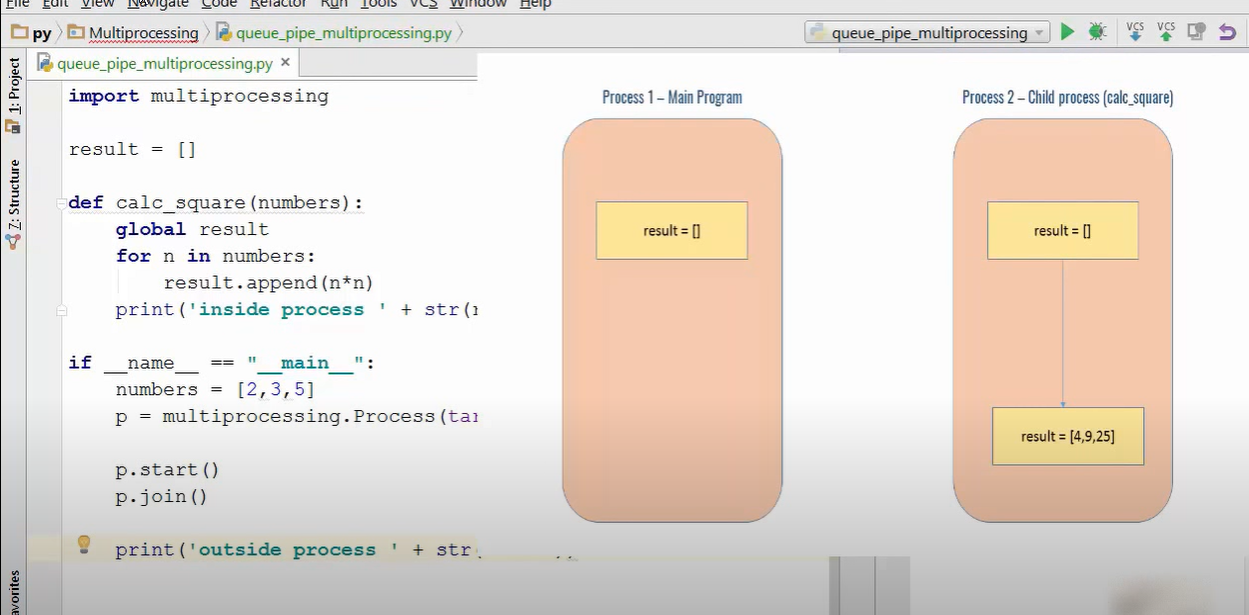 File Edit View Navigate Code Refactor Run Tools VCS Window Help
py Multiprocessing queue_pipe_multiprocessing.py
queue_pipe_multiprocessing
VCS VCS
1: Project
7: Structure
queue_pipe_multiprocessing.py ×
import multiprocessing
result = []
def calc_square(numbers):
global result
for n in numbers:
result.append(n*n)
print('inside process ' + str(
if __name__ == "__main__":
numbers = [2,3,5]
p = multiprocessing.Process(tar
p.start()
p.join()
print('outside process ' + str
Process 1 – Main Program
result = []
Process 2 – Child process (calc_square)
result = []
result = [4,9,25]